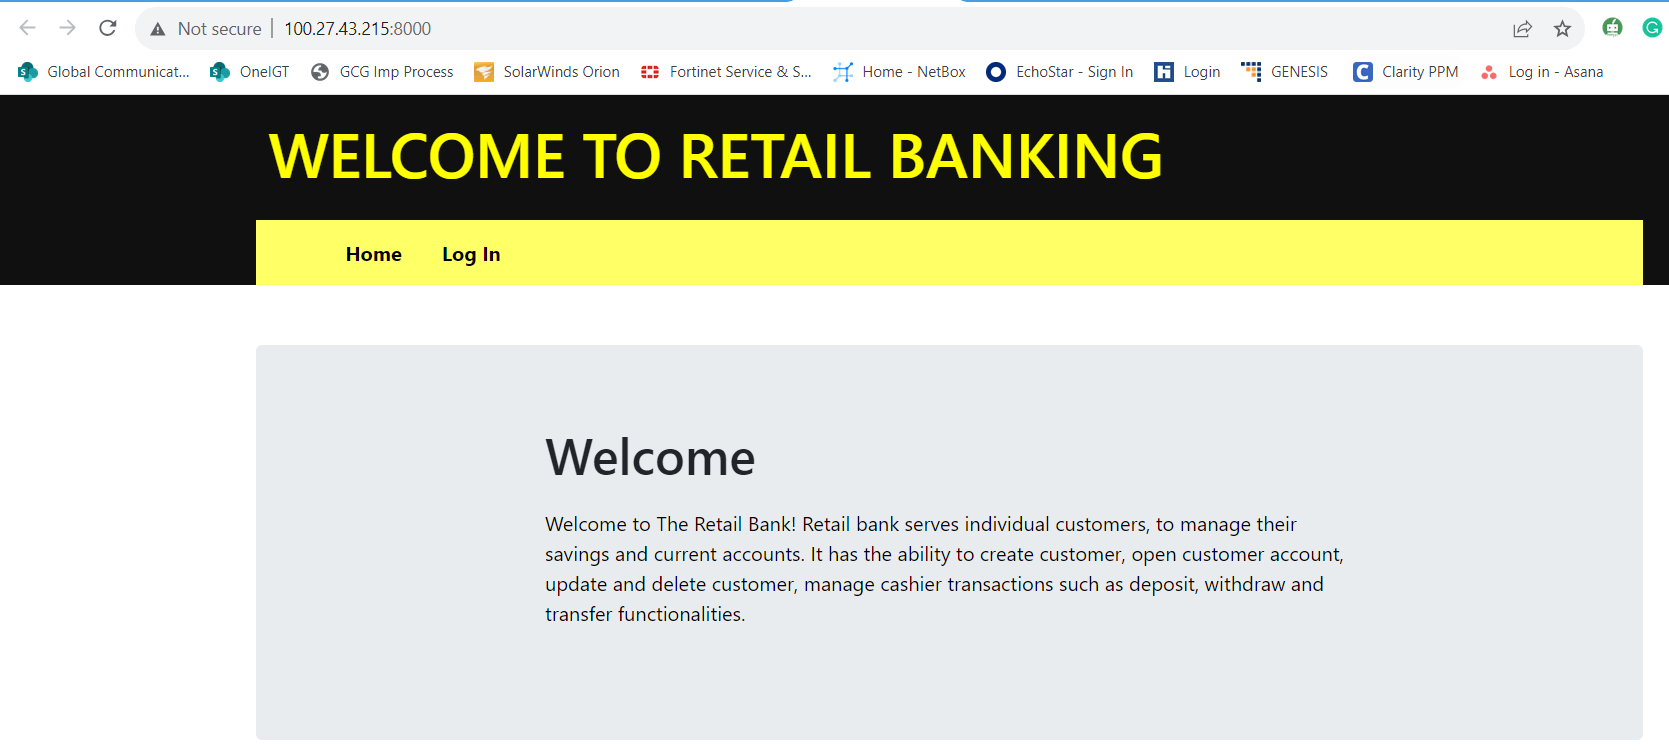 Not secure | 100.27.43.215:8000
Global Communicat... OneIGT GCG Imp Process SolarWinds Orion Fortinet Service & S... Home - NetBox EchoStar - Sign In Login GENESIS Clarity PPM Log in - Asana
WELCOME TO RETAIL BANKING
Home Log In
Welcome
Welcome to The Retail Bank! Retail bank serves individual customers, to manage their
savings and current accounts. It has the ability to create customer, open customer account,
update and delete customer, manage cashier transactions such as deposit, withdraw and
transfer functionalities.